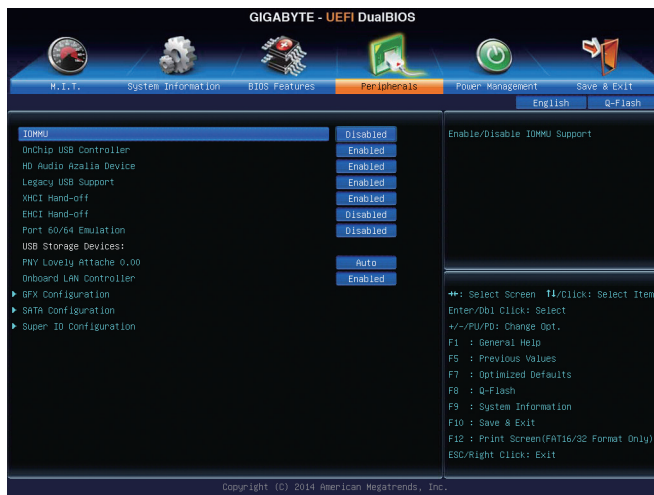 GIGABYTE - UEFI DualBIOS
M.I.T. System Information BIOS Features Peripherals Power Management Save & Exit
English Q-Flash
IOMMU Disabled
OnChip USB Controller Enabled
HD Audio Azalia Device Enabled
Legacy USB Support Enabled
XHCI Hand-off Enabled
EHCI Hand-off Disabled
Port 60/64 Emulation Disabled
USB Storage Devices:
PNY Lovely Attache 0.00 Auto
Onboard LAN Controller Enabled
GFX Configuration
SATA Configuration
Super IO Configuration
Enable/Disable IOMMU Support
→←: Select Screen ↑↓/Click: Select Item
Enter/Dbl Click: Select
+/-/PU/PD: Change Opt.
F1 : General Help
F5 : Previous Values
F7 : Optimized Defaults
F8 : Q-Flash
F9 : System Information
F10 : Save & Exit
F12 : Print Screen(FAT16/32 Format Only)
ESC/Right Click: Exit
Copyright (C) 2014 American Megatrends, Inc.